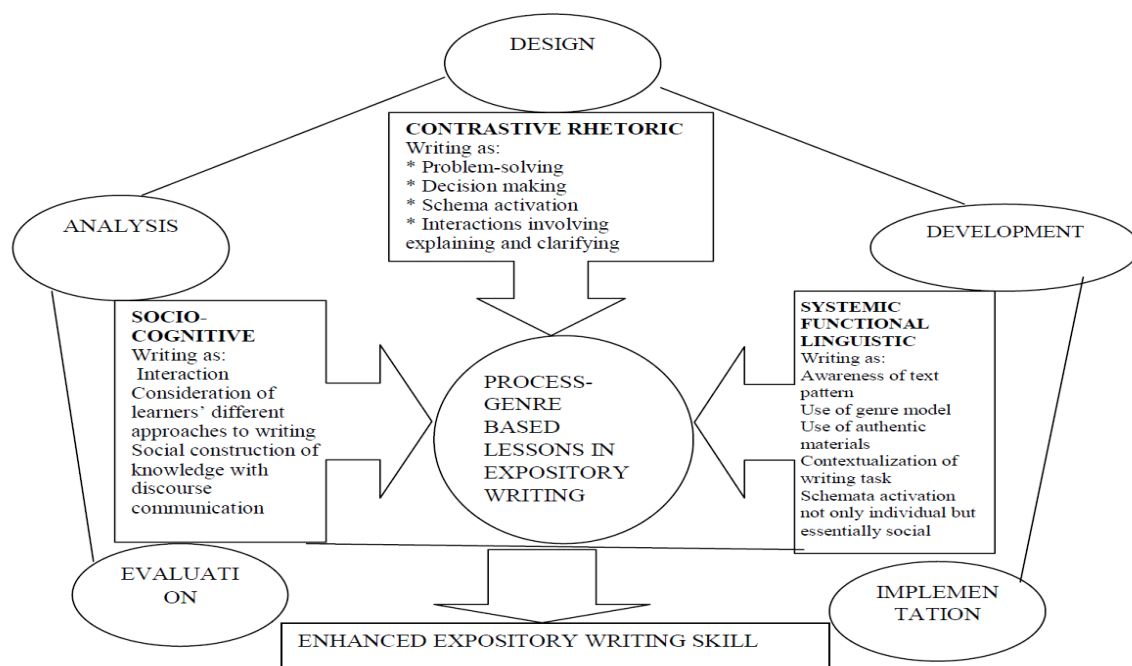 DESIGN
CONTRASTIVE RHETORIC
Writing as:
* Problem-solving
* Decision making
* Schema activation
* Interactions involving
explaining and clarifying
ANALYSIS
DEVELOPMENT
SOCIO-
COGNITIVE
Writing as:
Interaction
Consideration of
learners’ different
approaches to writing
Social construction of
knowledge with
discourse
communication
PROCESS-
GENRE
BASED
LESSONS IN
EXPOSITORY
WRITING
SYSTEMIC
FUNCTIONAL
LINGUISTIC
Writing as:
Awareness of text
pattern
Use of genre model
Use of authentic
materials
Contextualization of
writing task
Schemata activation
not only individual but
essentially social
EVALUATI
ON
IMPLEMEN
TATION
ENHANCED EXPOSITORY WRITING SKILL